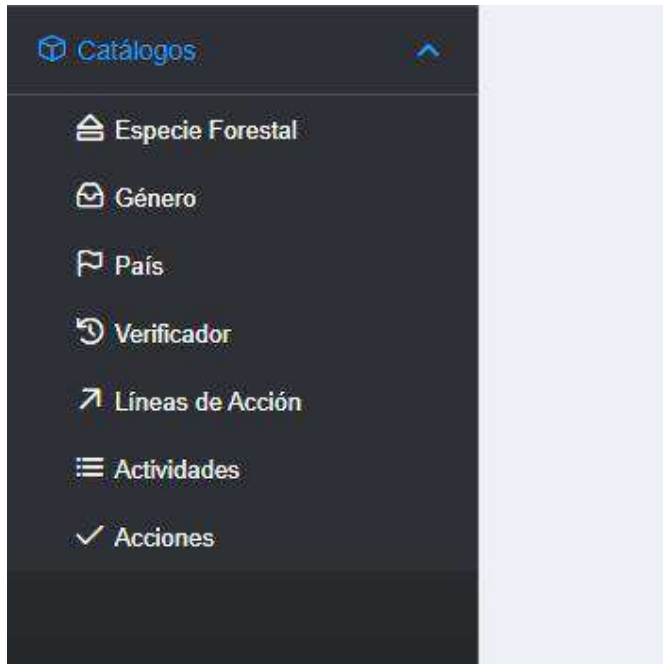 Catálogos
Especie Forestal
Género
País
Verificador
Líneas de Acción
Actividades
Acciones